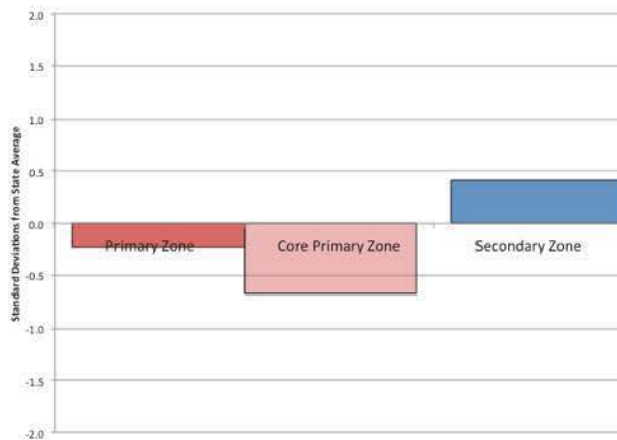 2.0
1.5
1.0
0.5
0.0
-0.5
-1.0
-1.5
-2.0
Standard Deviations from State Average
Primary Zone
Core Primary Zone
Secondary Zone